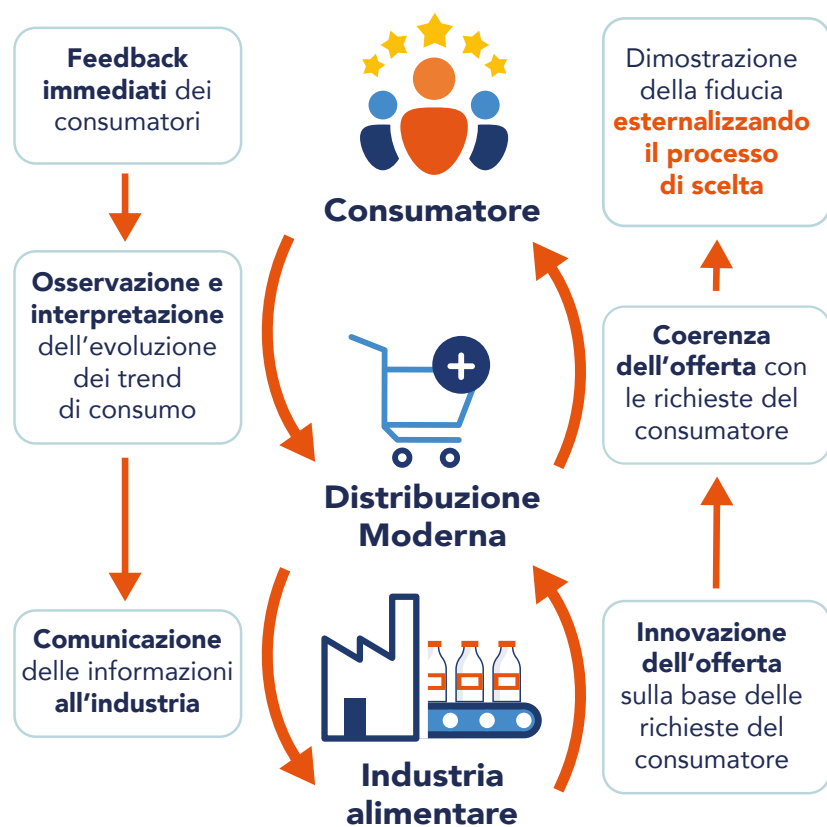 Feedback
immediati dei
consumatori
Osservazione e
interpretazione
dell'evoluzione
dei trend
di consumo
Comunicazione
delle informazioni
all'industria
Consumatore
Distribuzione
Moderna
Industria
alimentare
Dimostrazione
della fiducia
esternalizzando
il processo
di scelta
Coerenza
dell'offerta con
le richieste del
consumatore
Innovazione
dell'offerta
sulla base delle
richieste del
consumatore